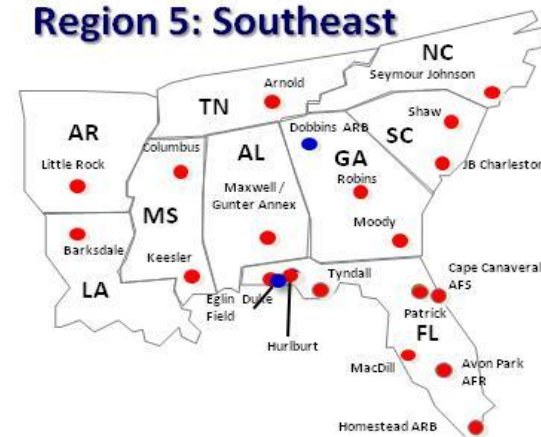 Region 5: Southeast
NC
Seymour Johnson
Arnold
TN
Shaw
Dobbins ARB
SC
AR
Columbus
AL
GA
Little Rock
JB Charleston
Maxwell /
Gunter Annex
Robins
MS
Moody
Barksdale
Keesler
Tyndall
Cape Canaveral
AFS
LA
Eglin
Field
Duke
Patrick
FL
Hurlburt
MacDill
Avon Park
AFR
Homestead ARB